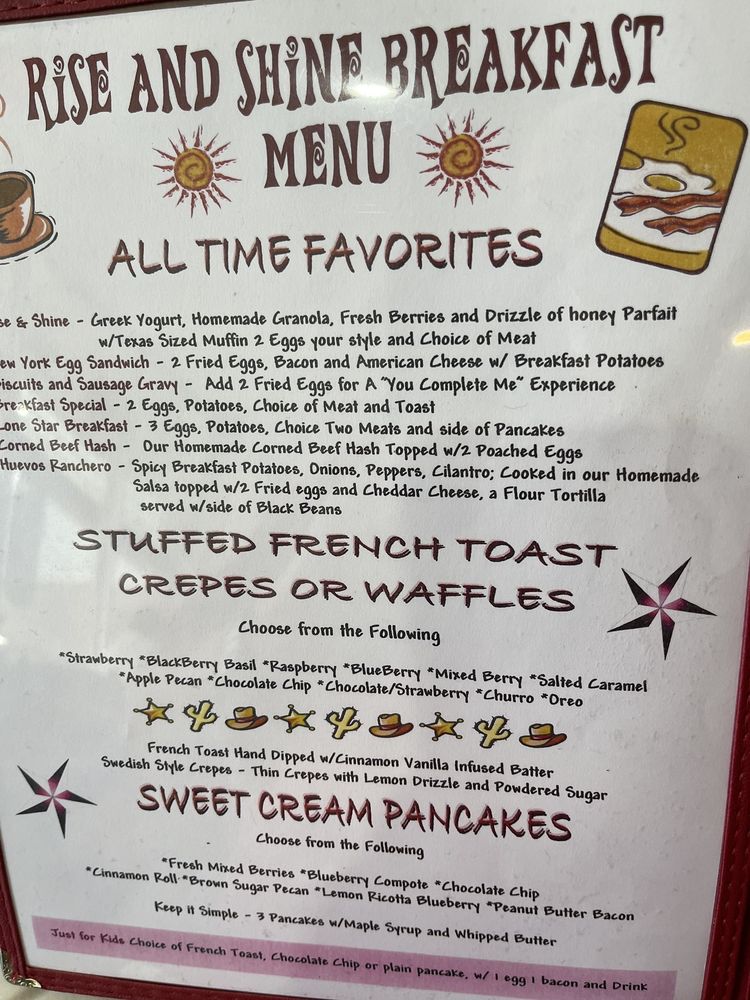 RISE AND SHINE BREAKFAST
MENU
ALL TIME FAVORITES
& Shine - Greek Yogurt, Homemade Granola, Fresh Berries and Drizzle of honey Parfait
w/Texas Sized Muffin 2 Eggs your style and Choice of Meat
York Egg Sandwich - 2 Fried Eggs, Bacon and American Cheese w/ Breakfast Potatoes
and Sausage Gravy - Add 2 Fried Eggs for A "You Complete Me" Experience
Breakfast Special - 2 Eggs, Potatoes, Choice of Meat and Toast
Lone Star Breakfast - 3 Eggs, Potatoes, Choice Two Meats and side of Pancakes
Corned Beef Hash - Our Homemade Corned Beef Hash Topped w/2 Poached Eggs
Huevos Ranchero - Spicy Breakfast Potatoes, Onions, Peppers, Cilantro; Cooked in our Homemade
Salsa topped w/2 Fried eggs and Cheddar Cheese, a Flour Tortilla
served w/side of Black Beans
STUFFED FRENCH TOAST
CREPES OR WAFFLES
Choose from the Following
*Strawberry *BlackBerry Basil *Raspberry *BlueBerry *Mixed Berry *Salted Caramel
*Apple Pecan *Chocolate Chip *Chocolate/Strawberry *Churro *Oreo
French Toast Hand Dipped w/Cinnamon Vanilla Infused Batter
Swedish Style Crepes - Thin Crepes with Lemon Drizzle and Powdered Sugar
SWEET CREAM PANCAKES
Choose from the Following
*Fresh Mixed Berries *Blueberry Compote *Chocolate Chip
*Cinnamon Roll *Brown Sugar Pecan *Lemon Ricotta Blueberry *Peanut Butter Bacon
Keep it Simple - 3 Pancakes w/Maple Syrup and Whipped Butter
Just for Kids Choice of French Toast, Chocolate Chip or plain pancake, w/ 1 egg 1 bacon and Drink